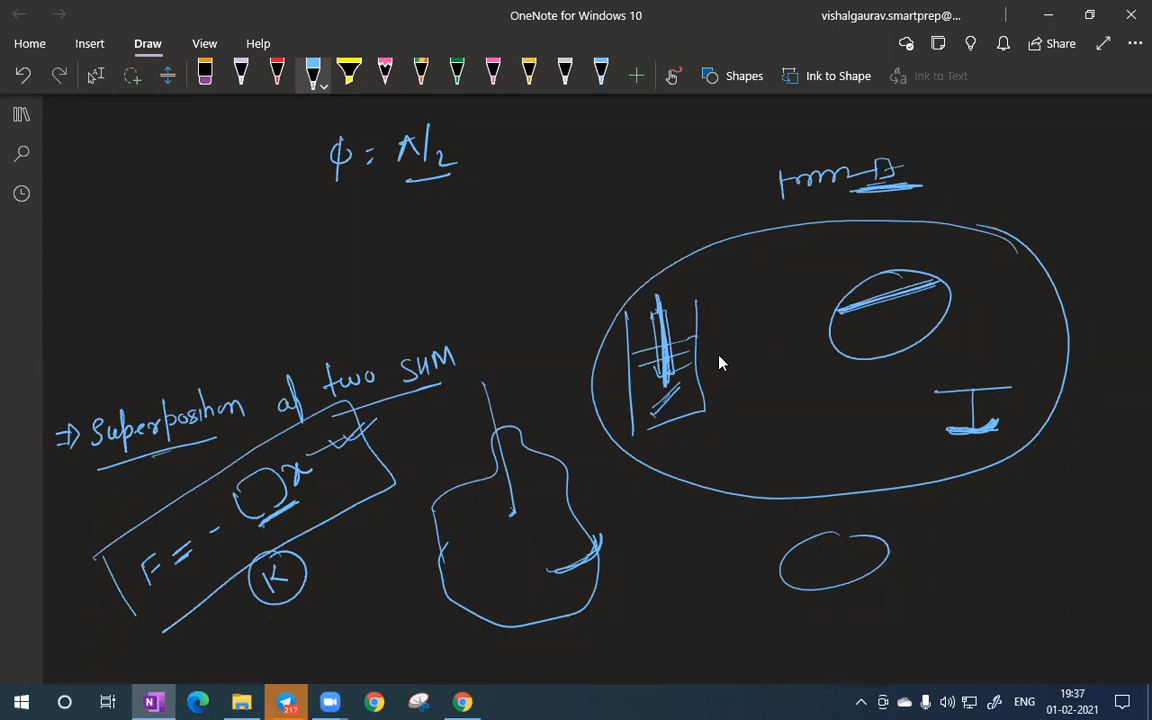 OneNote for Windows 10
vishalgaurav.smartprep@...
Home Insert Draw View Help
Share
Shapes Ink to Shape Ink to Text
φ = π/2
⇒ Superposition of two SHM
F = - x
K
217
ENG
19:37
01-02-2021